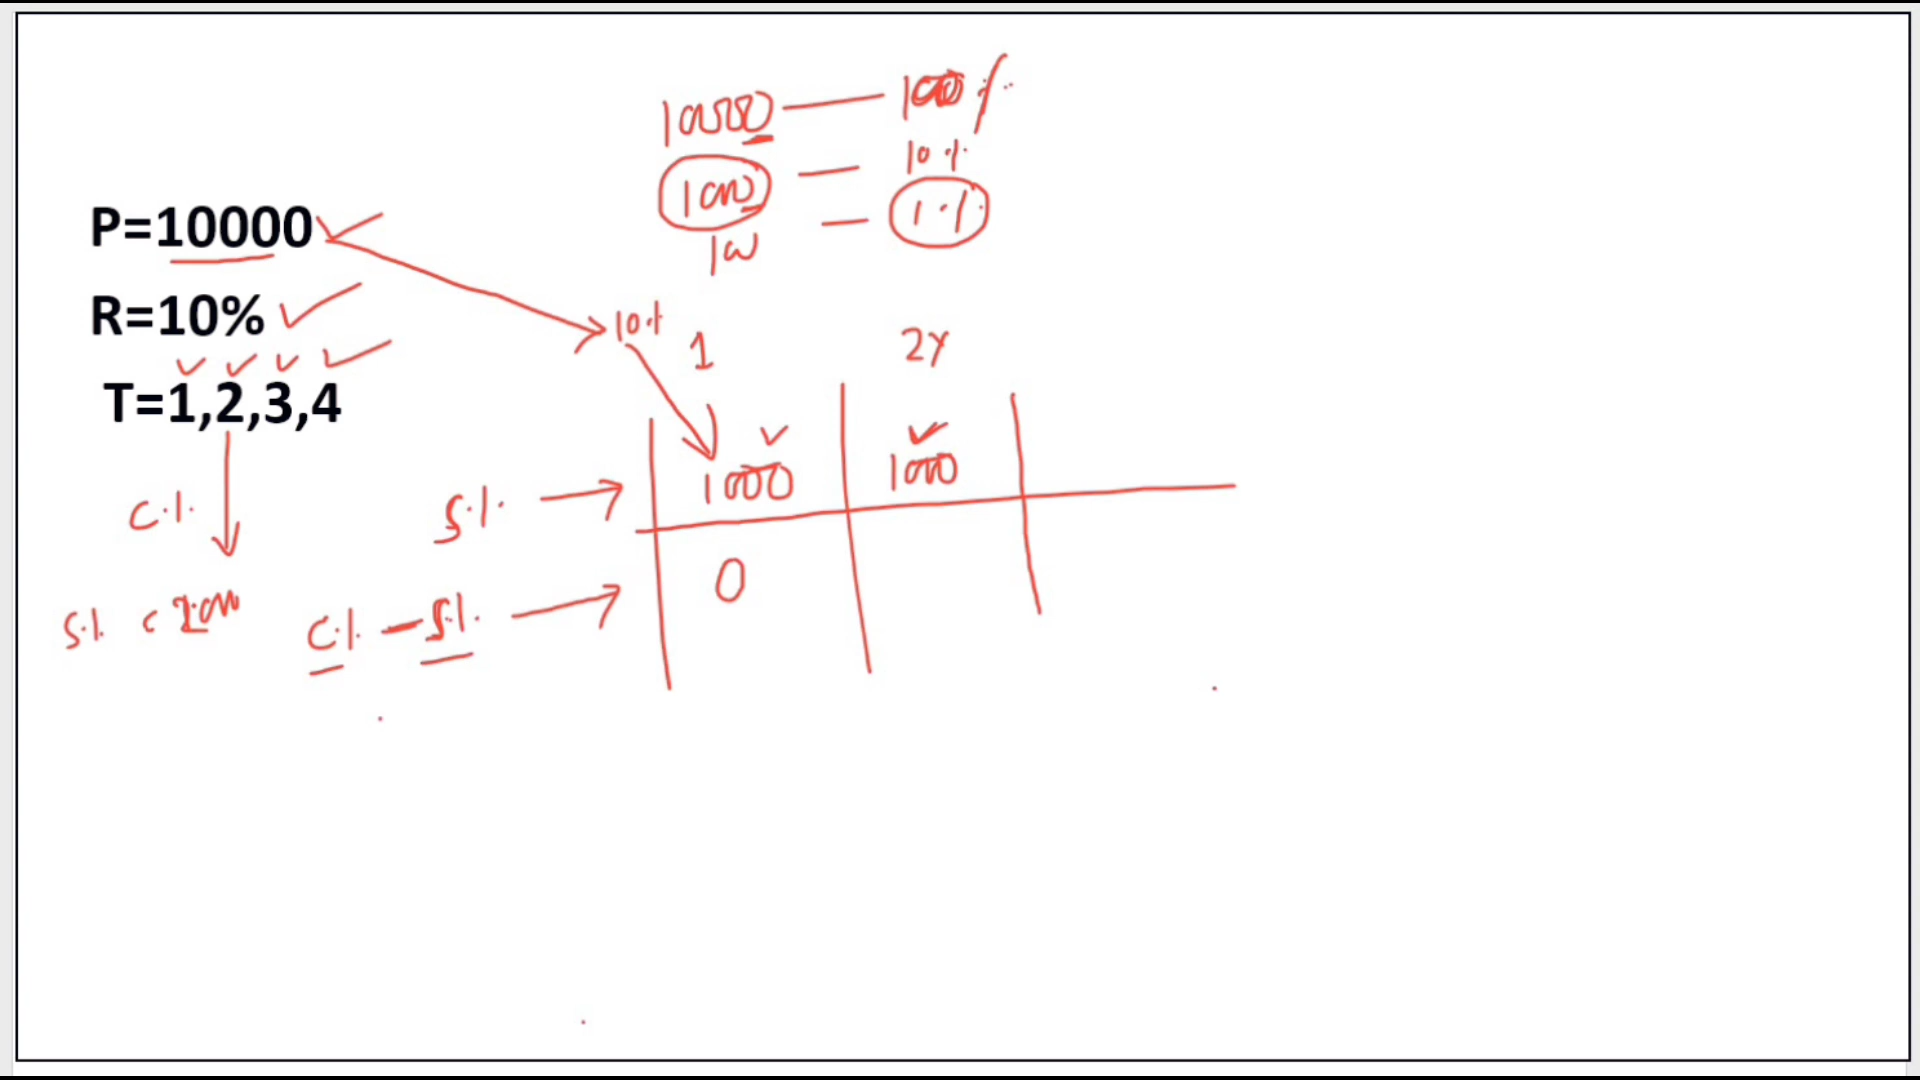 10000 — 100%
1000 — 10%
100 — 1%
P=10000
R=10%
T=1,2,3,4
10%
1
2Y
1000
1000
C.I.
S.I. →
0
S.I.
C.I. — S.I. →